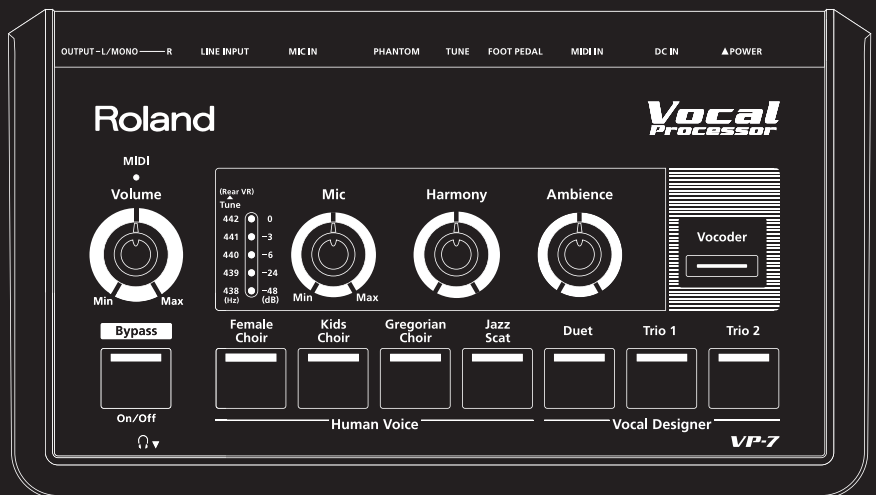 OUTPUT–L/MONO——R LINE INPUT MIC IN PHANTOM TUNE FOOT PEDAL MIDI IN DC IN ▲POWER
Roland
Vocal
Processor
MIDI
Volume
Min Max
(Rear VR)
▲
Tune
442 0
441 –3
440 –6
439 –24
438 –48
(Hz) (dB)
Mic
Min Max
Harmony
Ambience
Vocoder
Bypass
On/Off
Female
Choir
Kids
Choir
Gregorian
Choir
Jazz
Scat
Duet
Trio 1
Trio 2
Human Voice
Vocal Designer
▼
VP-7